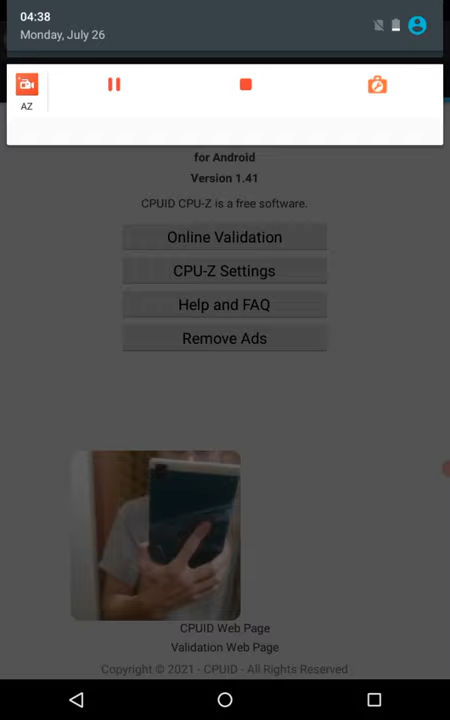 04:38
Monday, July 26
AZ
for Android
Version 1.41
CPUID CPU-Z is a free software.
Online Validation
CPU-Z Settings
Help and FAQ
Remove Ads
CPUID Web Page
Validation Web Page
Copyright © 2021 - CPUID - All Rights Reserved